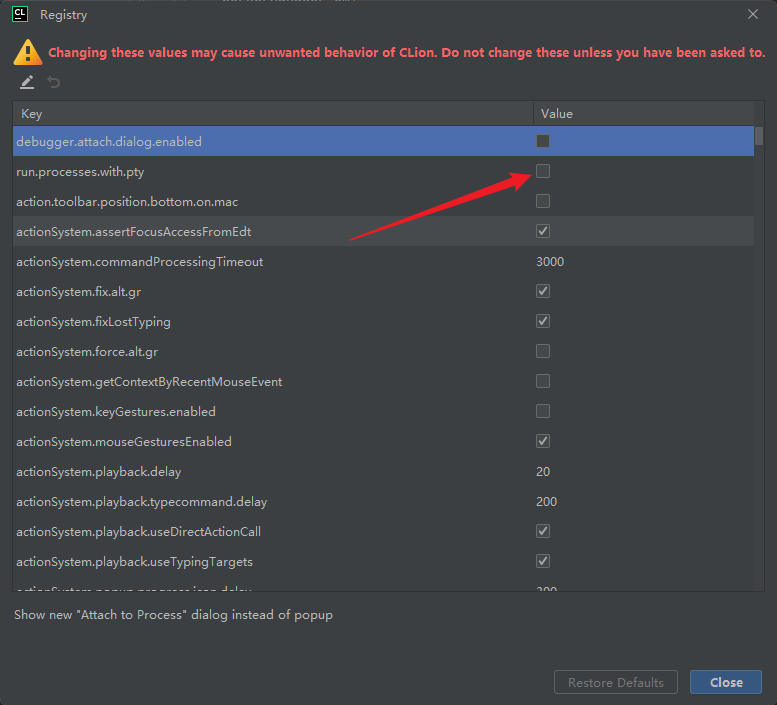 CL Registry
Changing these values may cause unwanted behavior of CLion. Do not change these unless you have been asked to.
Key Value
debugger.attach.dialog.enabled
run.processes.with.pty
action.toolbar.position.bottom.on.mac
actionSystem.assertFocusAccessFromEdt
actionSystem.commandProcessingTimeout 3000
actionSystem.fix.alt.gr
actionSystem.fixLostTyping
actionSystem.force.alt.gr
actionSystem.getContextByRecentMouseEvent
actionSystem.keyGestures.enabled
actionSystem.mouseGesturesEnabled
actionSystem.playback.delay 20
actionSystem.playback.typecommand.delay 200
actionSystem.playback.useDirectActionCall
actionSystem.playback.useTypingTargets
Show new "Attach to Process" dialog instead of popup
Restore Defaults Close